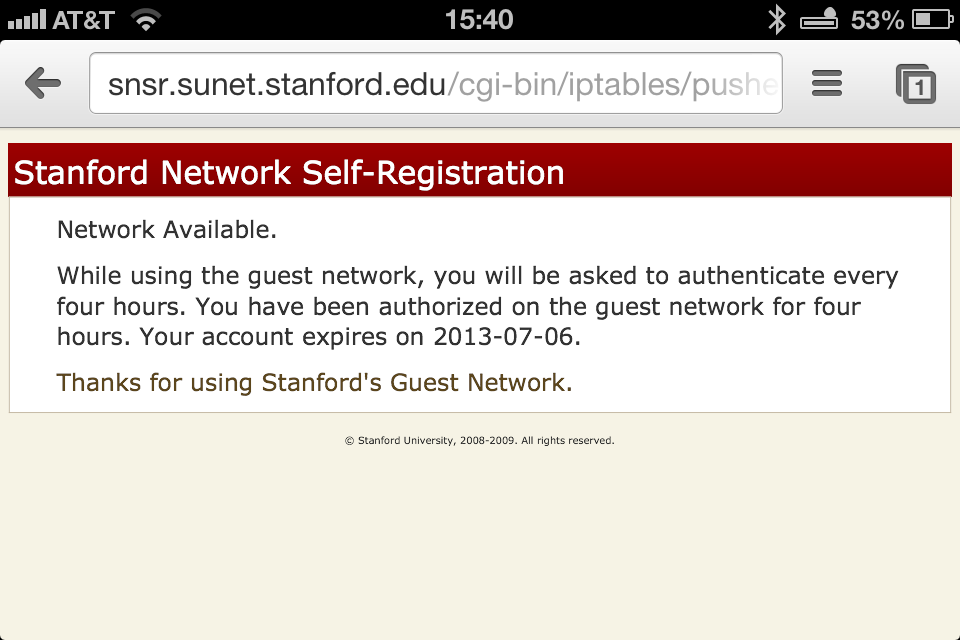 AT&T 15:40 53%
snsr.sunet.stanford.edu/cgi-bin/iptables/pushe
1
Stanford Network Self-Registration
Network Available.
While using the guest network, you will be asked to authenticate every
four hours. You have been authorized on the guest network for four
hours. Your account expires on 2013-07-06.
Thanks for using Stanford's Guest Network.
© Stanford University, 2008-2009. All rights reserved.